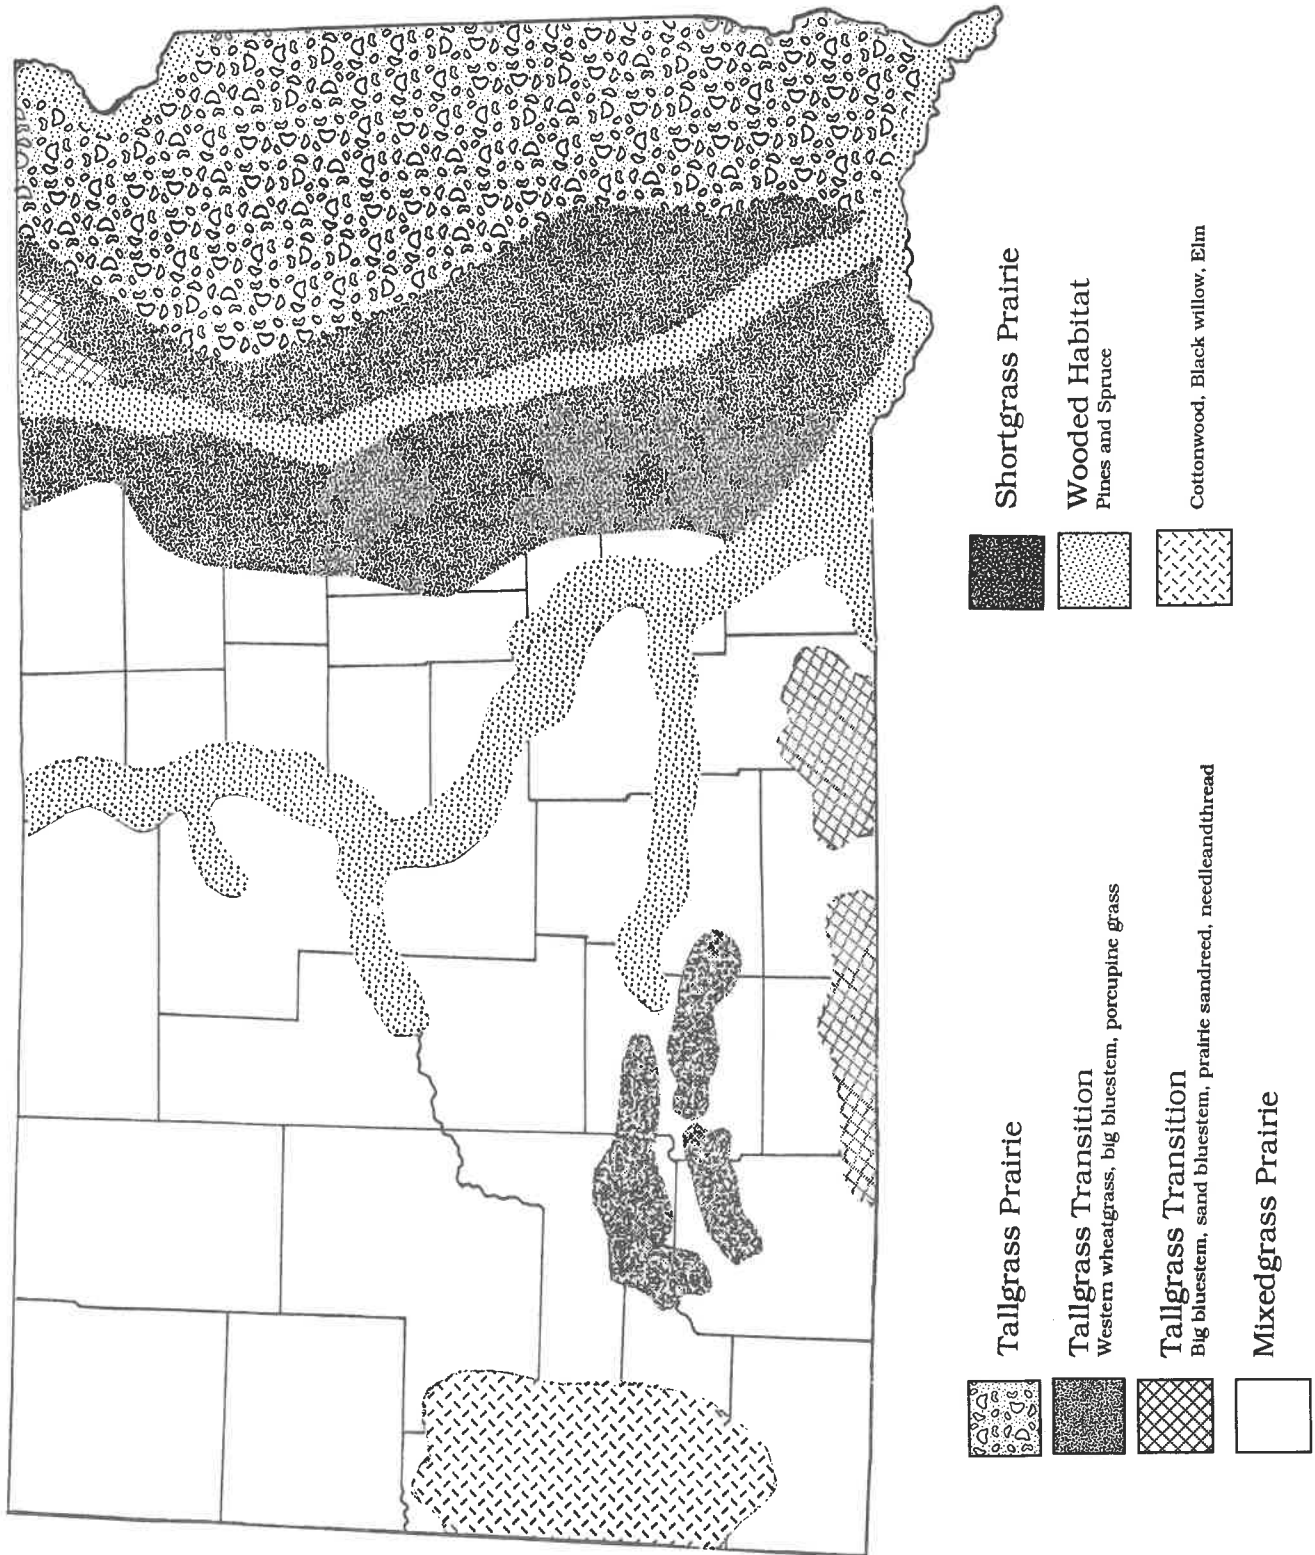 Tallgrass Prairie
Tallgrass Transition
Western wheatgrass, big bluestem, porcupine grass
Tallgrass Transition
Big bluestem, sand bluestem, prairie sandreed, needleandthread
Mixedgrass Prairie
Shortgrass Prairie
Wooded Habitat
Pines and Spruce
Cottonwood, Black willow, Elm